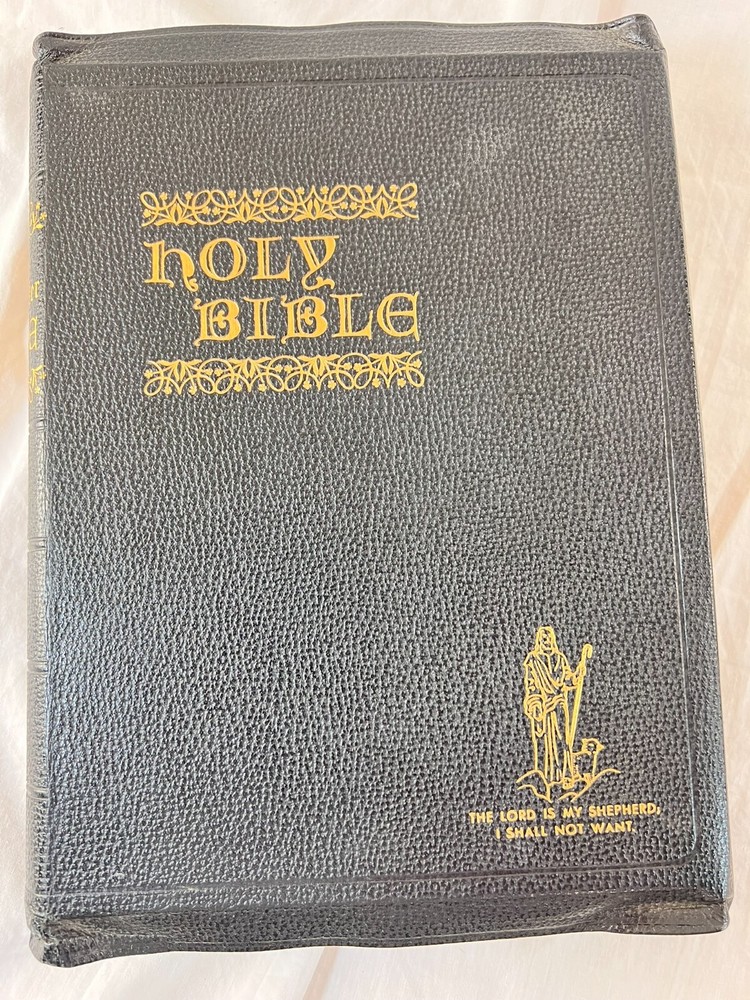 hOLY
BIBLE
THE LORD IS MY SHEPHERD;
I SHALL NOT WANT.